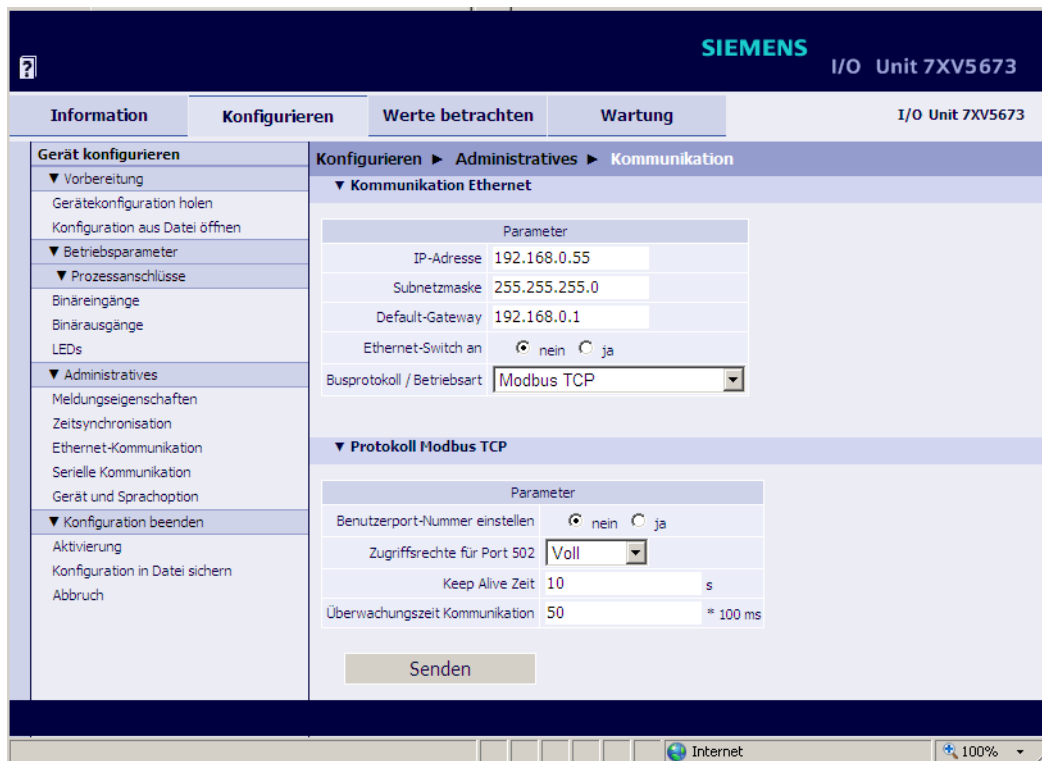 SIEMENS
?
I/O Unit 7XV5673
Information
Konfigurieren
Werte betrachten
Wartung
I/O Unit 7XV5673
Gerät konfigurieren
▼ Vorbereitung
Gerätekonfiguration holen
Konfiguration aus Datei öffnen
▼ Betriebsparameter
▼ Prozessanschlüsse
Binäreingänge
Binärausgänge
LEDs
▼ Administratives
Meldungseigenschaften
Zeitsynchronisation
Ethernet-Kommunikation
Serielle Kommunikation
Gerät und Sprachoption
▼ Konfiguration beenden
Aktivierung
Konfiguration in Datei sichern
Abbruch
Konfigurieren ► Administratives ► Kommunikation
▼ Kommunikation Ethernet
Parameter
IP-Adresse 192.168.0.55
Subnetzmaske 255.255.255.0
Default-Gateway 192.168.0.1
Ethernet-Switch an nein ja
Busprotokoll / Betriebsart Modbus TCP
▼ Protokoll Modbus TCP
Parameter
Benutzerport-Nummer einstellen nein ja
Zugriffsrechte für Port 502 Voll
Keep Alive Zeit 10 s
Überwachungszeit Kommunikation 50 * 100 ms
Senden
Internet
100%